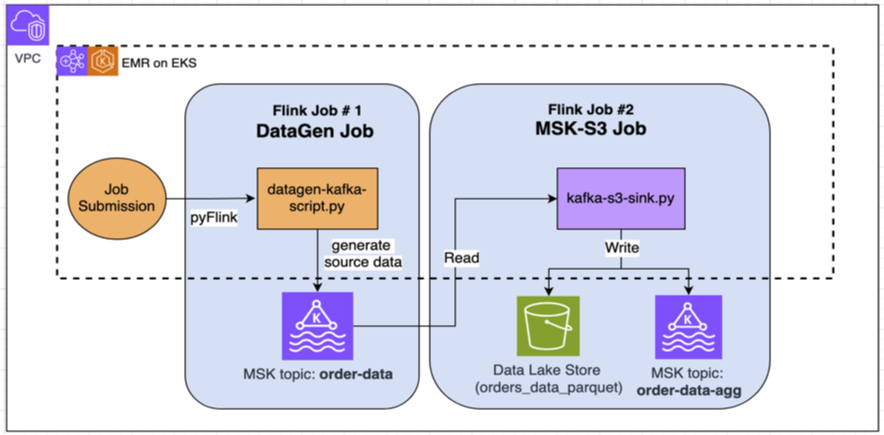 VPC
EMR on EKS
Flink Job # 1
DataGen Job
Flink Job #2
MSK-S3 Job
Job
Submission
pyFlink
datagen-kafka-
script.py
kafka-s3-sink.py
generate
source data
Read
Write
K
MSK topic: order-data
Data Lake Store
(orders_data_parquet)
K
MSK topic:
order-data-agg